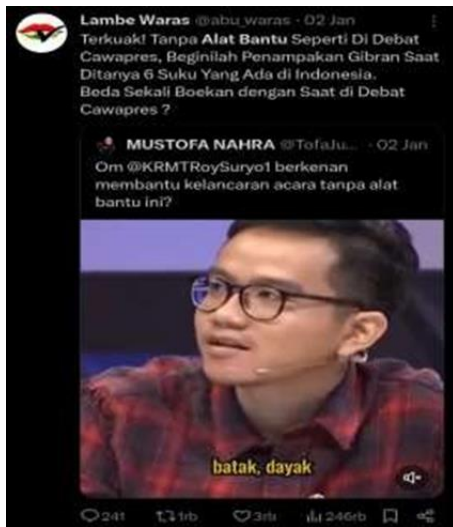 Lambe Waras @abu_waras · 02 Jan
Terkuak! Tanpa Alat Bantu Seperti Di Debat
Cawapres, Beginilah Penampakan Gibran Saat
Ditanya 6 Suku Yang Ada di Indonesia.
Beda Sekali Boekan dengan Saat di Debat
Cawapres ?
MUSTOFA NAHRA @TofaJu... · 02 Jan
Om @KRMTRoySuryo1 berkenan
membantu kelancaran acara tanpa alat
bantu ini?
batak, dayak
241 1rb 3rb 246rb